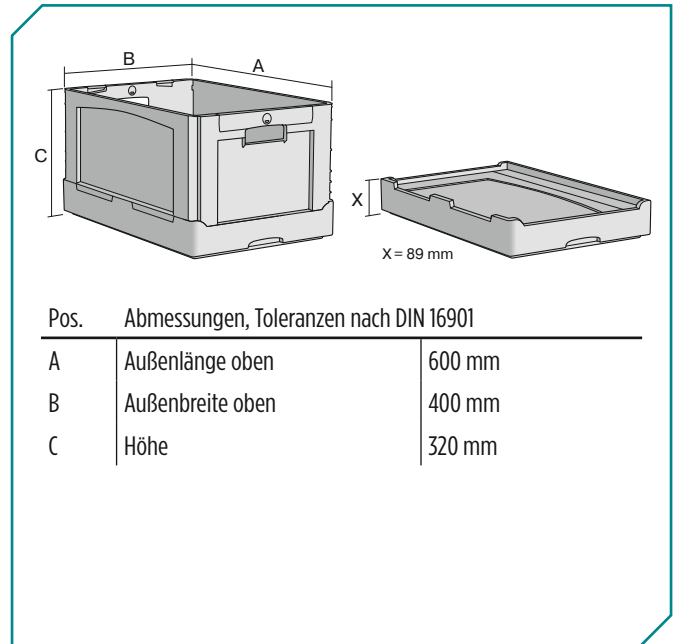 B
A
C
X
X = 89 mm
Pos. Abmessungen, Toleranzen nach DIN 16901
A Außenlänge oben 600 mm
B Außenbreite oben 400 mm
C Höhe 320 mm